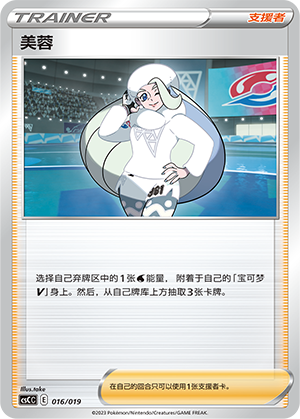 TRAINER 支援者
美蓉
161
选择自己弃牌区中的1张能量，附着于自己的「宝可梦
V」身上。然后，从自己牌库上方抽取3张卡牌。
Illus.take
csCC E 016/019
在自己的回合只可以使用1张支援者卡。
©2023 Pokémon/Nintendo/Creatures/GAME FREAK.